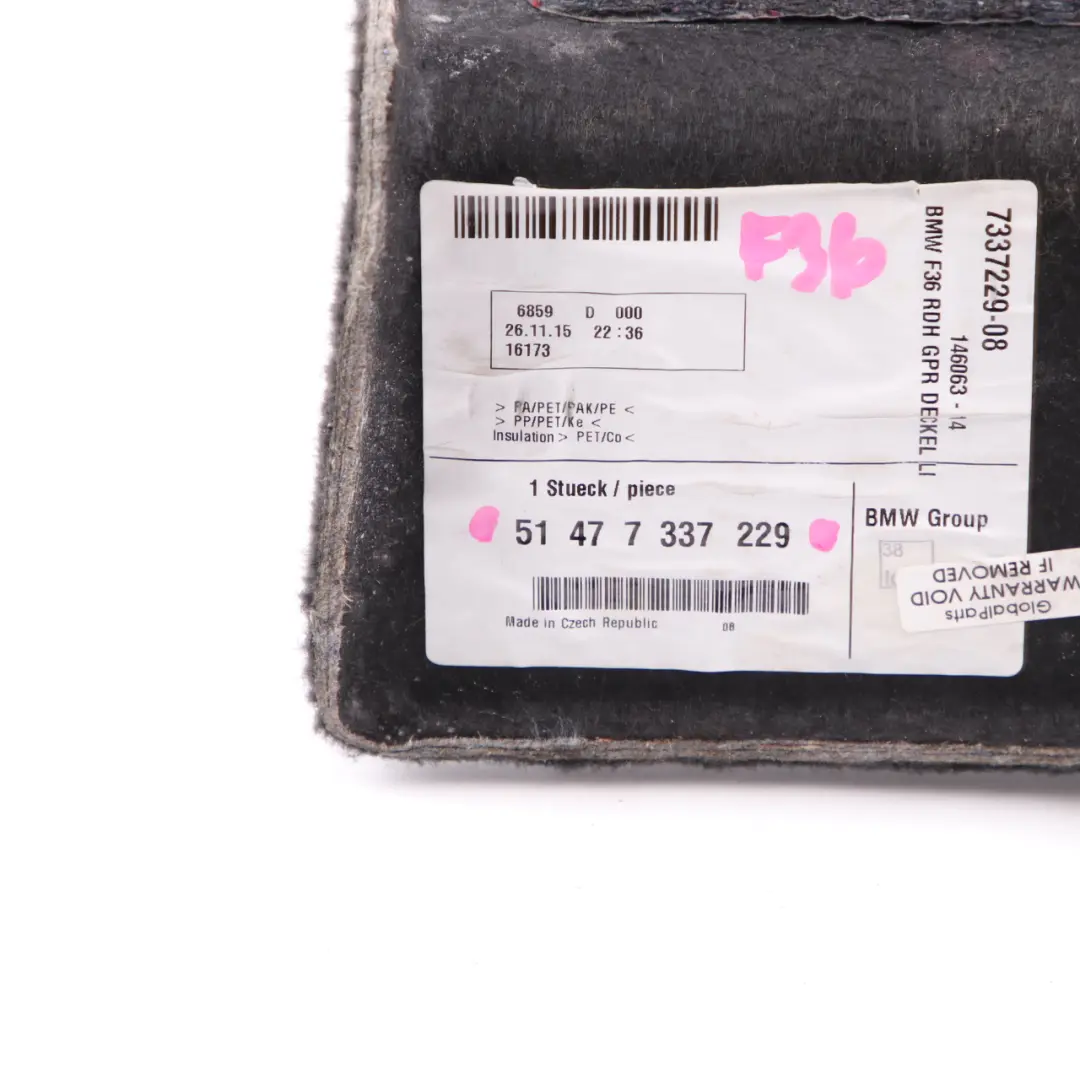 F36
6859 D 000
26.11.15 22:36
16173
> PA/PET/PAK/PE <
> PP/PET/Ke <
Insulation > PET/Co <
7337229-08
146063 - 14
BMW F36 RDH GPR DECKEL LI
1 Stueck / piece
51 47 7 337 229
Made in Czech Republic 08
BMW Group
38
GlobalParts
WARRANTY VOID
IF REMOVED